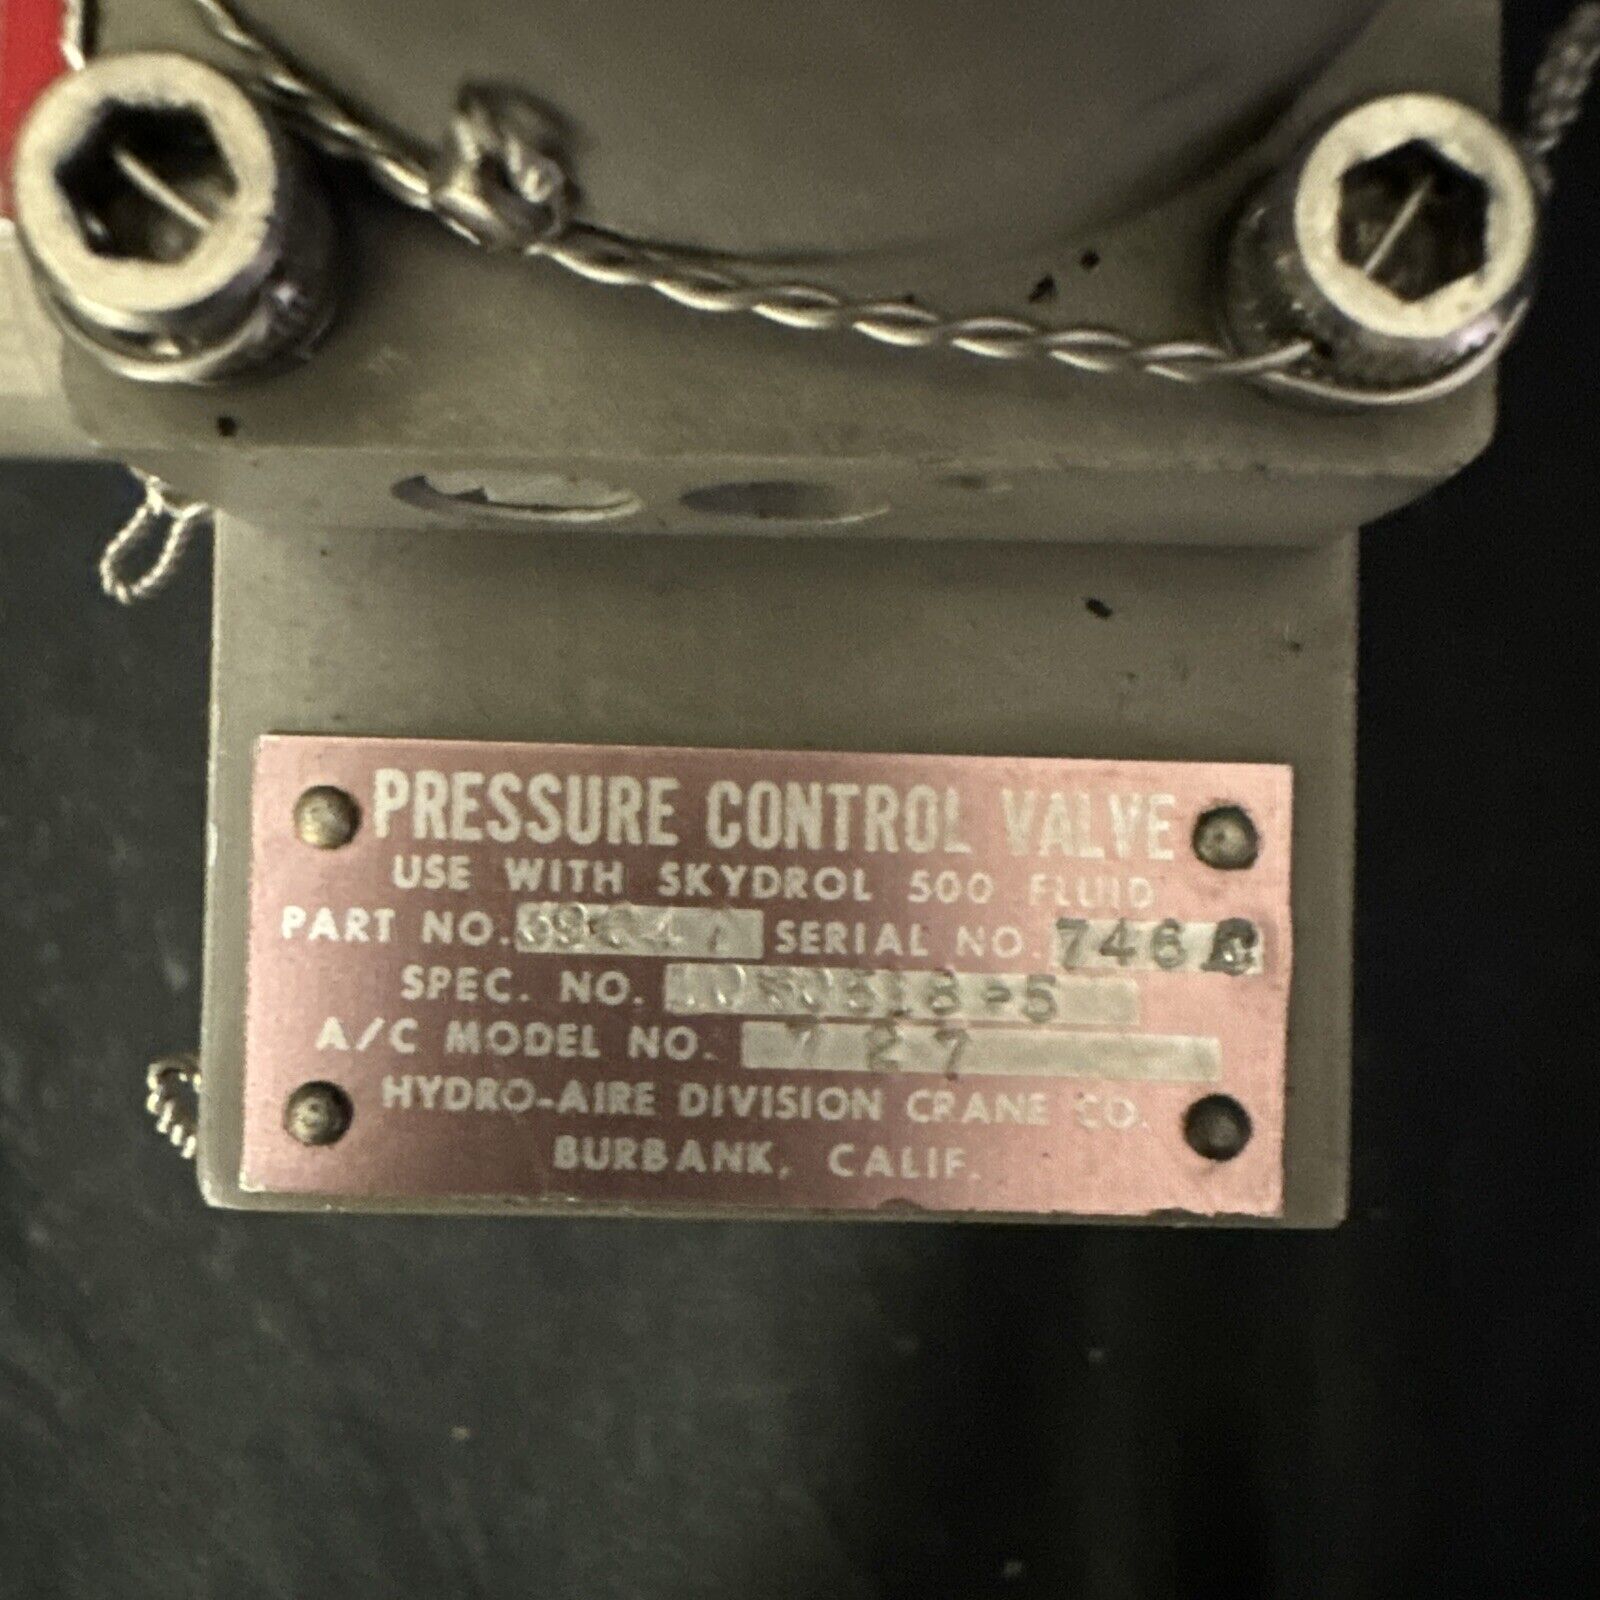 PRESSURE CONTROL VALVE
USE WITH SKYDROL 500 FLUID
PART NO. SERIAL NO.
SPEC. NO.
A/C MODEL NO. 727
HYDRO-AIRE DIVISION CRANE CO.
BURBANK, CALIF.